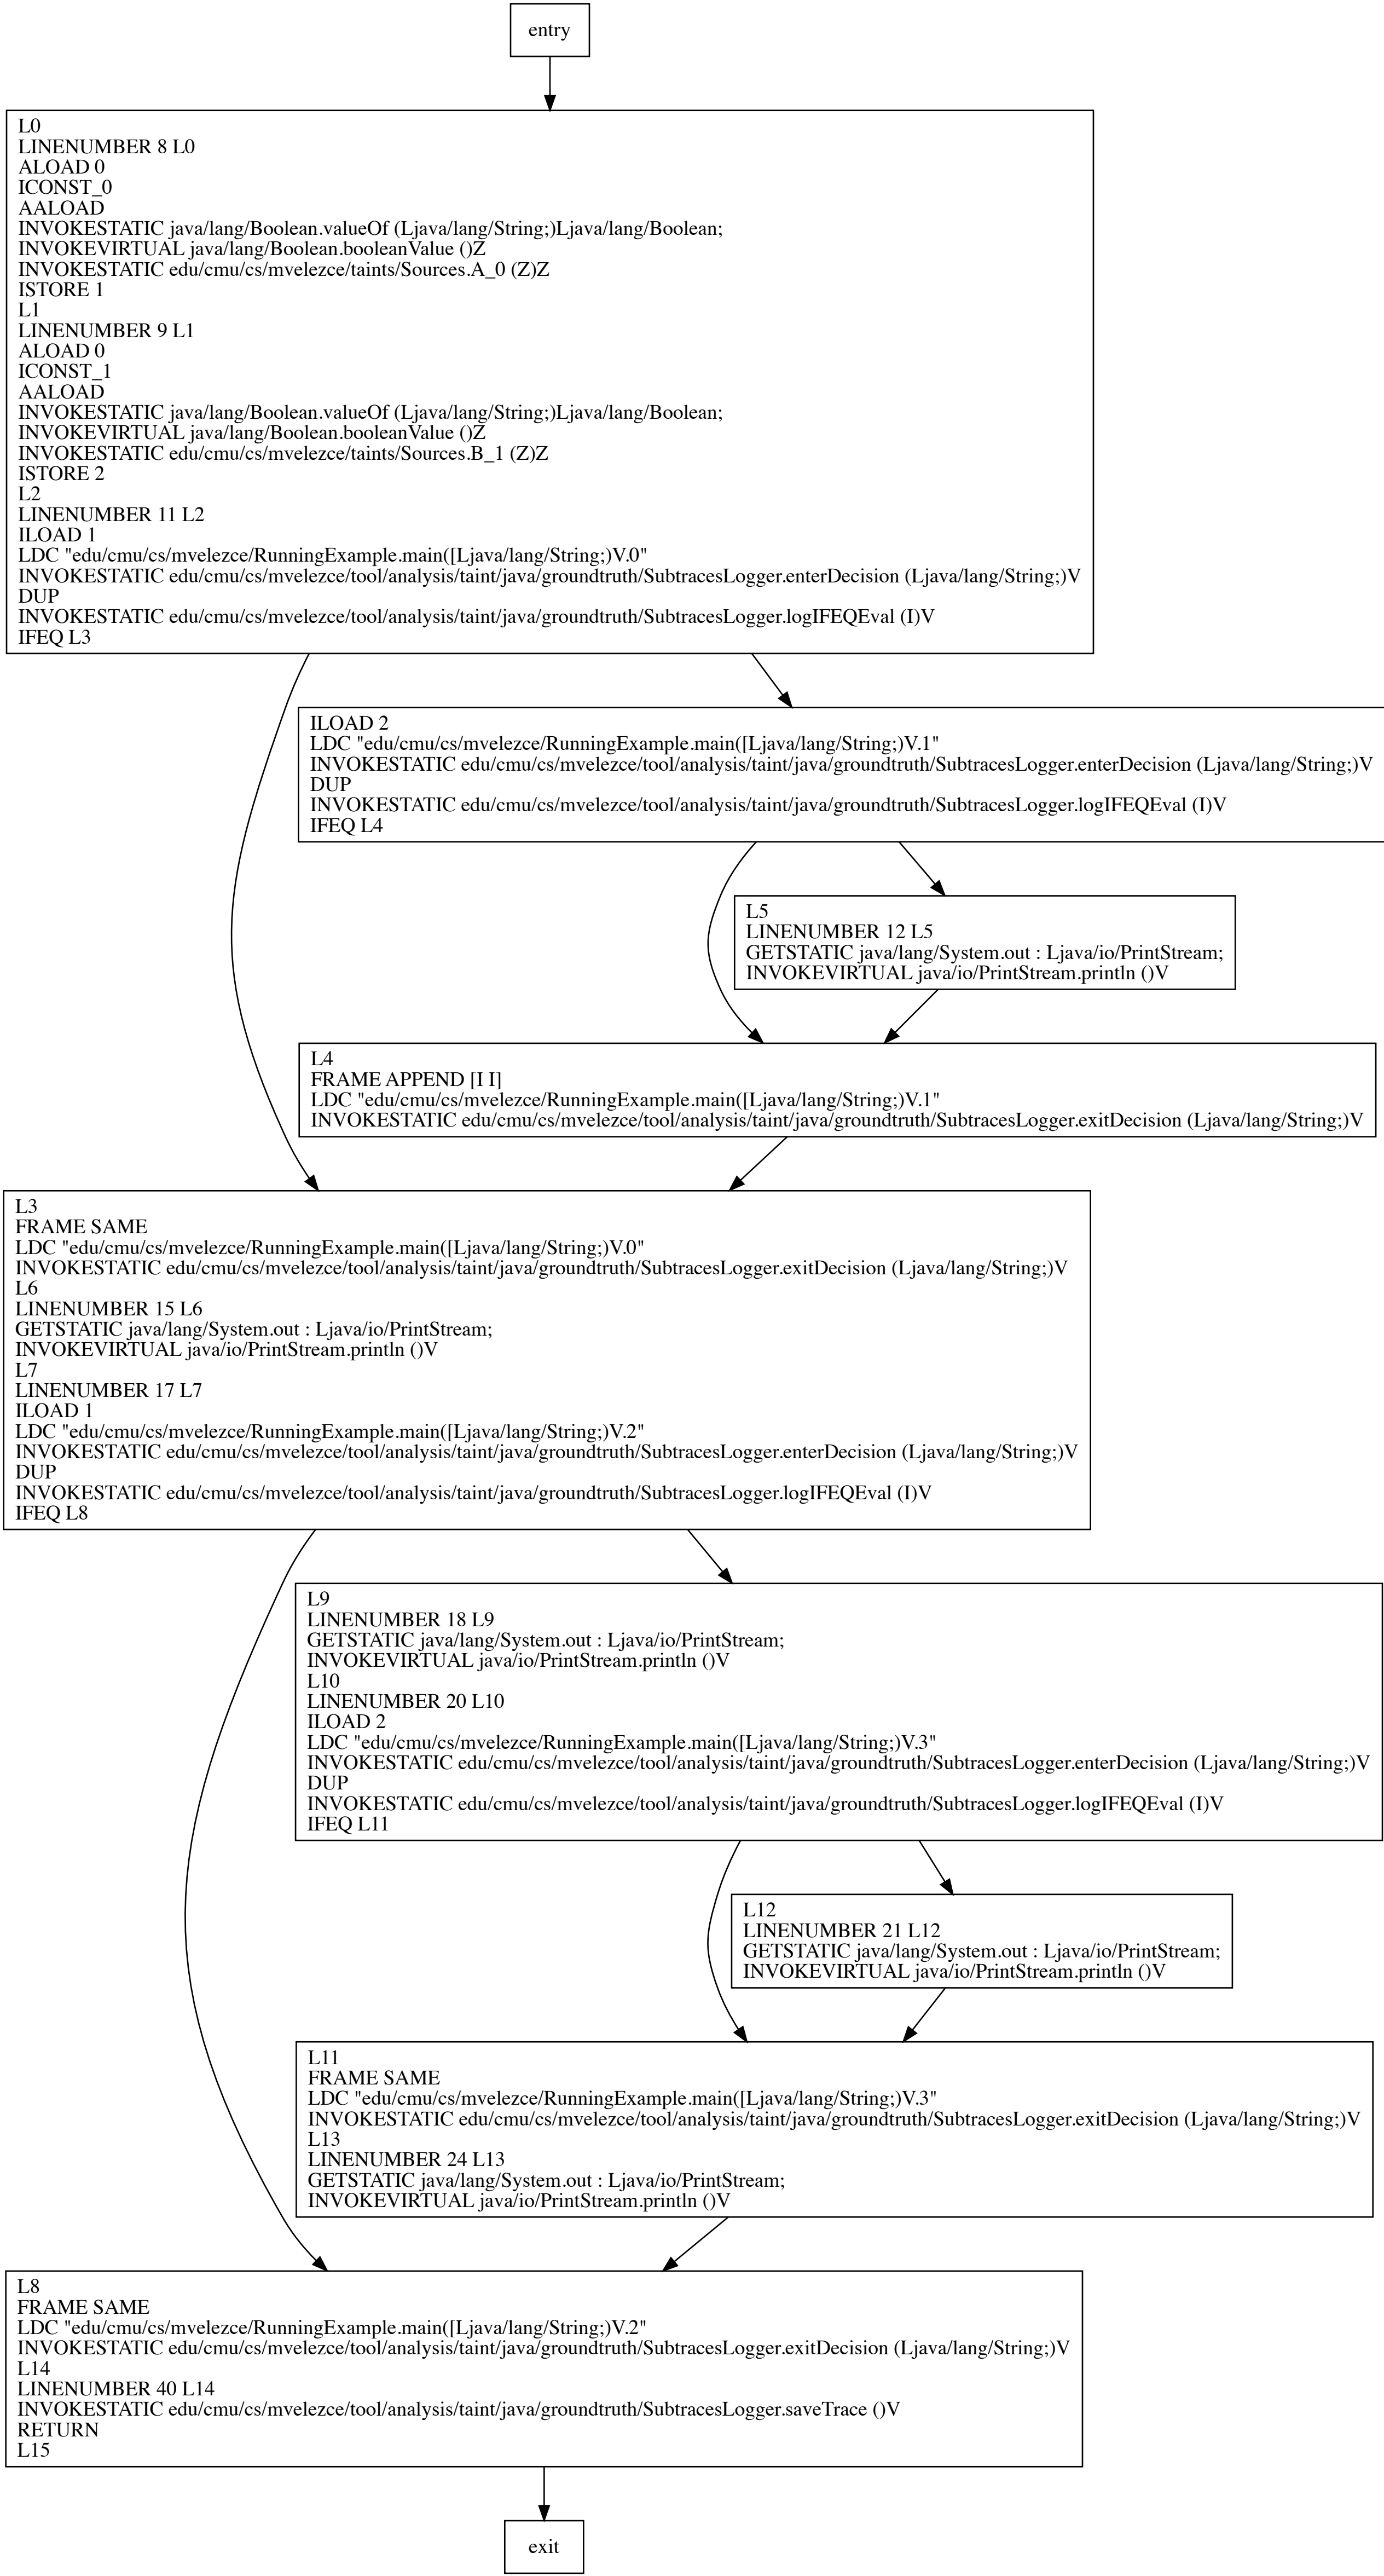 entry
L0
LINENUMBER 8 L0
ALOAD 0
ICONST_0
AALOAD
INVOKESTATIC java/lang/Boolean.valueOf (Ljava/lang/String;)Ljava/lang/Boolean;
INVOKEVIRTUAL java/lang/Boolean.booleanValue ()Z
INVOKESTATIC edu/cmu/cs/mvelezce/taints/Sources.A_0 (Z)Z
ISTORE 1
L1
LINENUMBER 9 L1
ALOAD 0
ICONST_1
AALOAD
INVOKESTATIC java/lang/Boolean.valueOf (Ljava/lang/String;)Ljava/lang/Boolean;
INVOKEVIRTUAL java/lang/Boolean.booleanValue ()Z
INVOKESTATIC edu/cmu/cs/mvelezce/taints/Sources.B_1 (Z)Z
ISTORE 2
L2
LINENUMBER 11 L2
ILOAD 1
LDC "edu/cmu/cs/mvelezce/RunningExample.main([Ljava/lang/String;)V.0"
INVOKESTATIC edu/cmu/cs/mvelezce/tool/analysis/taint/java/groundtruth/SubtracesLogger.enterDecision (Ljava/lang/String;)V
DUP
INVOKESTATIC edu/cmu/cs/mvelezce/tool/analysis/taint/java/groundtruth/SubtracesLogger.logIFEQEval (I)V
IFEQ L3
ILOAD 2
LDC "edu/cmu/cs/mvelezce/RunningExample.main([Ljava/lang/String;)V.1"
INVOKESTATIC edu/cmu/cs/mvelezce/tool/analysis/taint/java/groundtruth/SubtracesLogger.enterDecision (Ljava/lang/String;)V
DUP
INVOKESTATIC edu/cmu/cs/mvelezce/tool/analysis/taint/java/groundtruth/SubtracesLogger.logIFEQEval (I)V
IFEQ L4
L5
LINENUMBER 12 L5
GETSTATIC java/lang/System.out : Ljava/io/PrintStream;
INVOKEVIRTUAL java/io/PrintStream.println ()V
L4
FRAME APPEND [I I]
LDC "edu/cmu/cs/mvelezce/RunningExample.main([Ljava/lang/String;)V.1"
INVOKESTATIC edu/cmu/cs/mvelezce/tool/analysis/taint/java/groundtruth/SubtracesLogger.exitDecision (Ljava/lang/String;)V
L3
FRAME SAME
LDC "edu/cmu/cs/mvelezce/RunningExample.main([Ljava/lang/String;)V.0"
INVOKESTATIC edu/cmu/cs/mvelezce/tool/analysis/taint/java/groundtruth/SubtracesLogger.exitDecision (Ljava/lang/String;)V
L6
LINENUMBER 15 L6
GETSTATIC java/lang/System.out : Ljava/io/PrintStream;
INVOKEVIRTUAL java/io/PrintStream.println ()V
L7
LINENUMBER 17 L7
ILOAD 1
LDC "edu/cmu/cs/mvelezce/RunningExample.main([Ljava/lang/String;)V.2"
INVOKESTATIC edu/cmu/cs/mvelezce/tool/analysis/taint/java/groundtruth/SubtracesLogger.enterDecision (Ljava/lang/String;)V
DUP
INVOKESTATIC edu/cmu/cs/mvelezce/tool/analysis/taint/java/groundtruth/SubtracesLogger.logIFEQEval (I)V
IFEQ L8
L9
LINENUMBER 18 L9
GETSTATIC java/lang/System.out : Ljava/io/PrintStream;
INVOKEVIRTUAL java/io/PrintStream.println ()V
L10
LINENUMBER 20 L10
ILOAD 2
LDC "edu/cmu/cs/mvelezce/RunningExample.main([Ljava/lang/String;)V.3"
INVOKESTATIC edu/cmu/cs/mvelezce/tool/analysis/taint/java/groundtruth/SubtracesLogger.enterDecision (Ljava/lang/String;)V
DUP
INVOKESTATIC edu/cmu/cs/mvelezce/tool/analysis/taint/java/groundtruth/SubtracesLogger.logIFEQEval (I)V
IFEQ L11
L12
LINENUMBER 21 L12
GETSTATIC java/lang/System.out : Ljava/io/PrintStream;
INVOKEVIRTUAL java/io/PrintStream.println ()V
L11
FRAME SAME
LDC "edu/cmu/cs/mvelezce/RunningExample.main([Ljava/lang/String;)V.3"
INVOKESTATIC edu/cmu/cs/mvelezce/tool/analysis/taint/java/groundtruth/SubtracesLogger.exitDecision (Ljava/lang/String;)V
L13
LINENUMBER 24 L13
GETSTATIC java/lang/System.out : Ljava/io/PrintStream;
INVOKEVIRTUAL java/io/PrintStream.println ()V
L8
FRAME SAME
LDC "edu/cmu/cs/mvelezce/RunningExample.main([Ljava/lang/String;)V.2"
INVOKESTATIC edu/cmu/cs/mvelezce/tool/analysis/taint/java/groundtruth/SubtracesLogger.exitDecision (Ljava/lang/String;)V
L14
LINENUMBER 40 L14
INVOKESTATIC edu/cmu/cs/mvelezce/tool/analysis/taint/java/groundtruth/SubtracesLogger.saveTrace ()V
RETURN
L15
exit